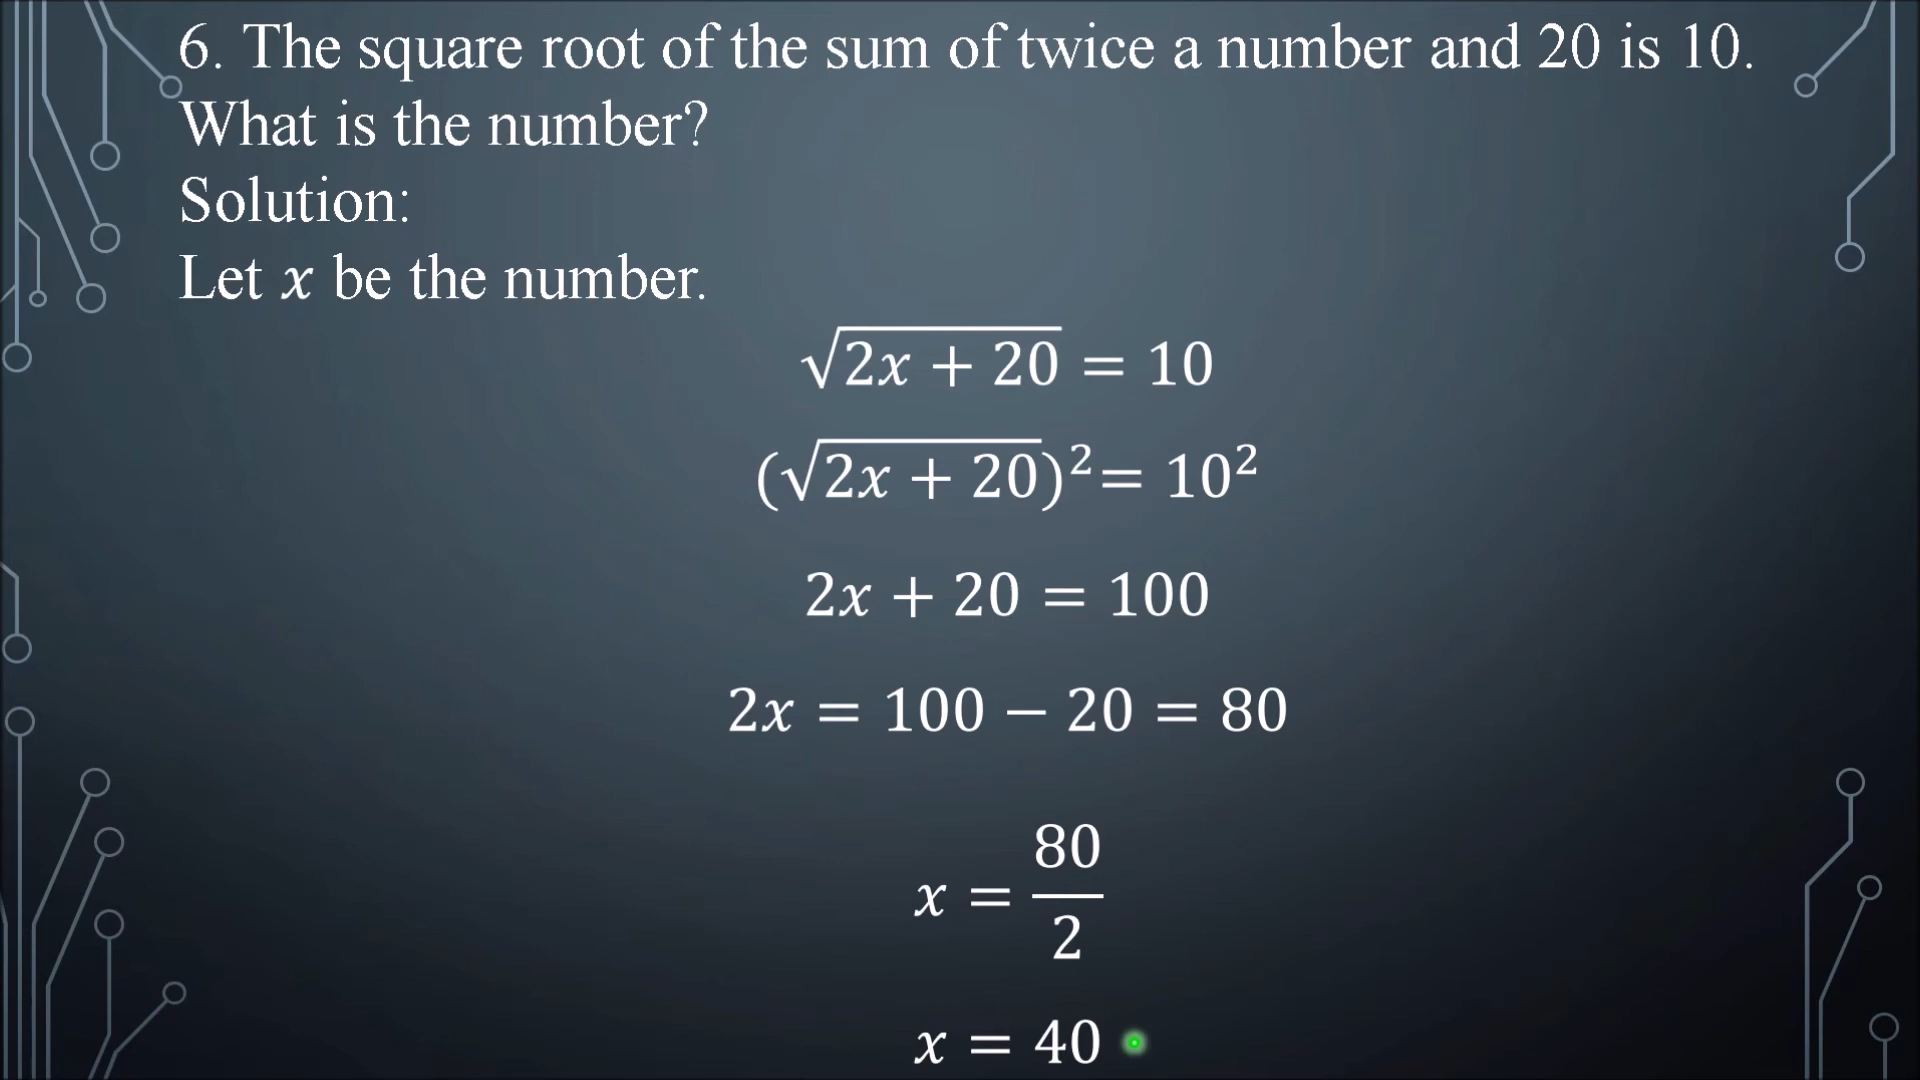 6. The square root of the sum of twice a number and 20 is 10.
What is the number?
Solution:
Let x be the number.
√(2x + 20) = 10
(√(2x + 20))² = 10²
2x + 20 = 100
2x = 100 − 20 = 80
x = 80/2
x = 40